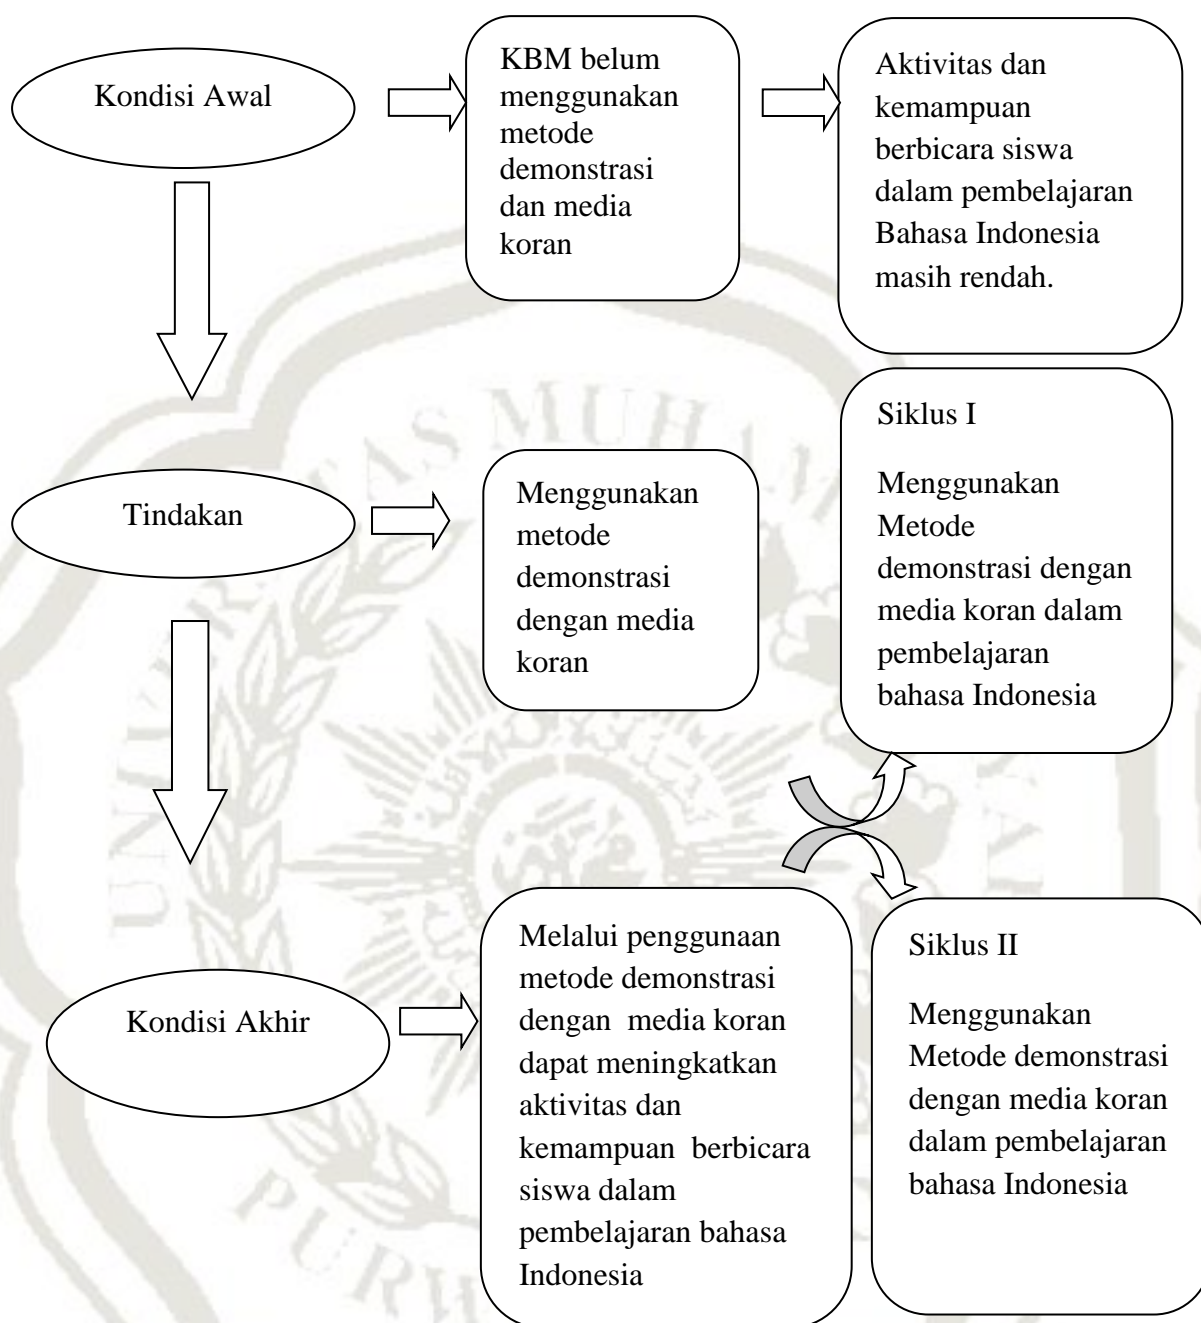 Kondisi Awal
KBM belum
menggunakan
metode
demonstrasi
dan media
koran
Aktivitas dan
kemampuan
berbicara siswa
dalam pembelajaran
Bahasa Indonesia
masih rendah.
Tindakan
Menggunakan
metode
demonstrasi
dengan media
koran
Siklus I
Menggunakan
Metode
demonstrasi dengan
media koran dalam
pembelajaran
bahasa Indonesia
Kondisi Akhir
Melalui penggunaan
metode demonstrasi
dengan  media koran
dapat meningkatkan
aktivitas dan
kemampuan  berbicara
siswa dalam
pembelajaran bahasa
Indonesia
Siklus II
Menggunakan
Metode demonstrasi
dengan media koran
dalam pembelajaran
bahasa Indonesia